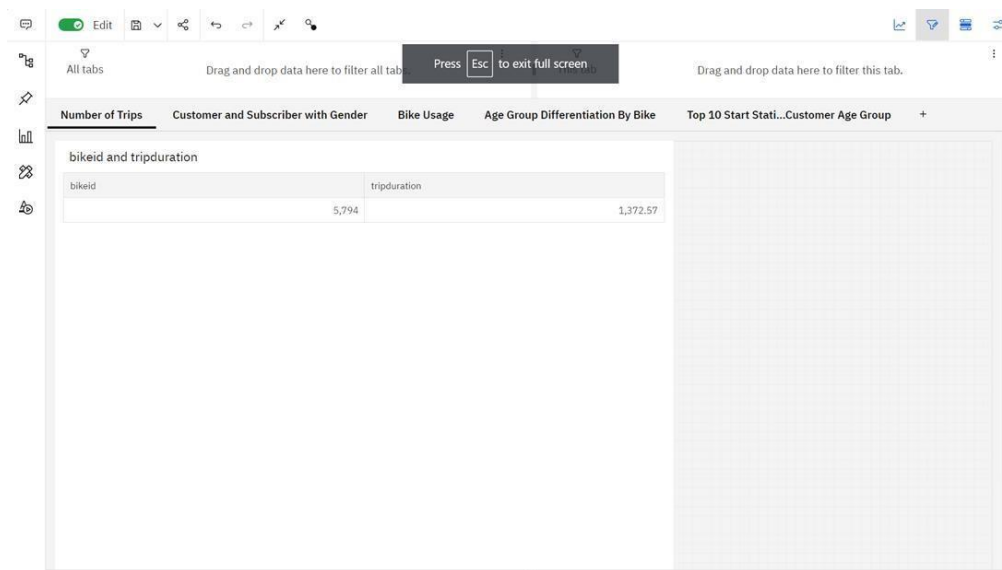 Edit
All tabs
Drag and drop data here to filter all tab
Press Esc to exit full screen
This tab
Drag and drop data here to filter this tab.
Number of Trips
Customer and Subscriber with Gender
Bike Usage
Age Group Differentiation By Bike
Top 10 Start Stati...Customer Age Group
+
bikeid and tripduration
bikeid tripduration
5,794 1,372.57